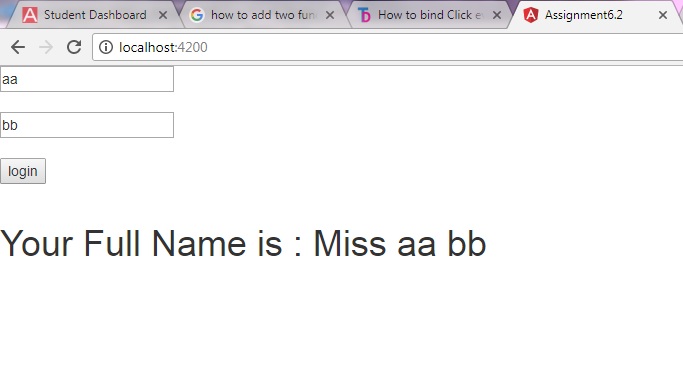 Student Dashboard
how to add two fun
How to bind Click e
Assignment6.2
localhost:4200
aa
bb
login
Your Full Name is : Miss aa bb